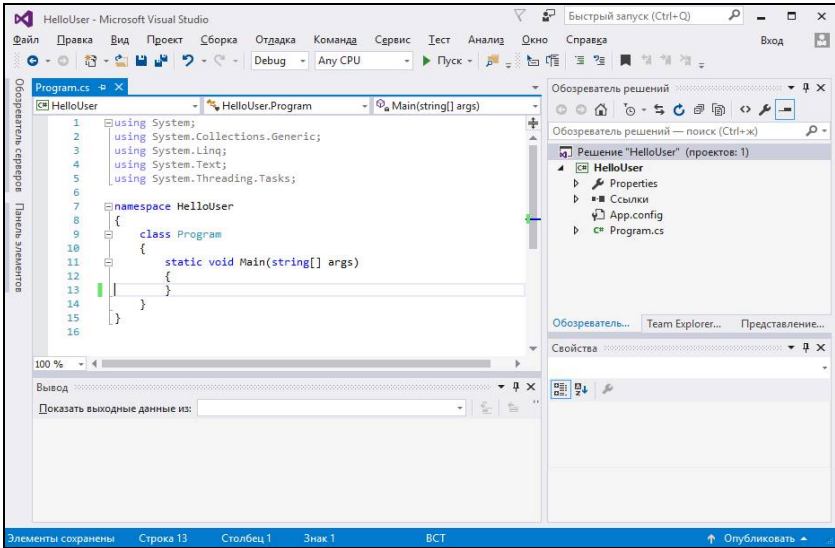 HelloUser - Microsoft Visual Studio
Быстрый запуск (Ctrl+Q)
Файл Правка Вид Проект Сборка Отладка Команда Сервис Тест Анализ Окно Справка Вход
Debug Any CPU Пуск
Обозреватель серверов
Панель элементов
Program.cs
HelloUser HelloUser.Program Main(string[] args)
1 using System;
2 using System.Collections.Generic;
3 using System.Linq;
4 using System.Text;
5 using System.Threading.Tasks;
6
7 namespace HelloUser
8 {
9 class Program
10 {
11 static void Main(string[] args)
12 {
13 }
14 }
15 }
16
100 %
Вывод
Показать выходные данные из:
Обозреватель решений
Обозреватель решений — поиск (Ctrl+ж)
Решение "HelloUser" (проектов: 1)
C# HelloUser
Properties
Ссылки
App.config
C# Program.cs
Обозреватель... Team Explorer... Представление...
Свойства
Элементы сохранены Строка 13 Столбец 1 Знак 1 ВСТ Опубликовать